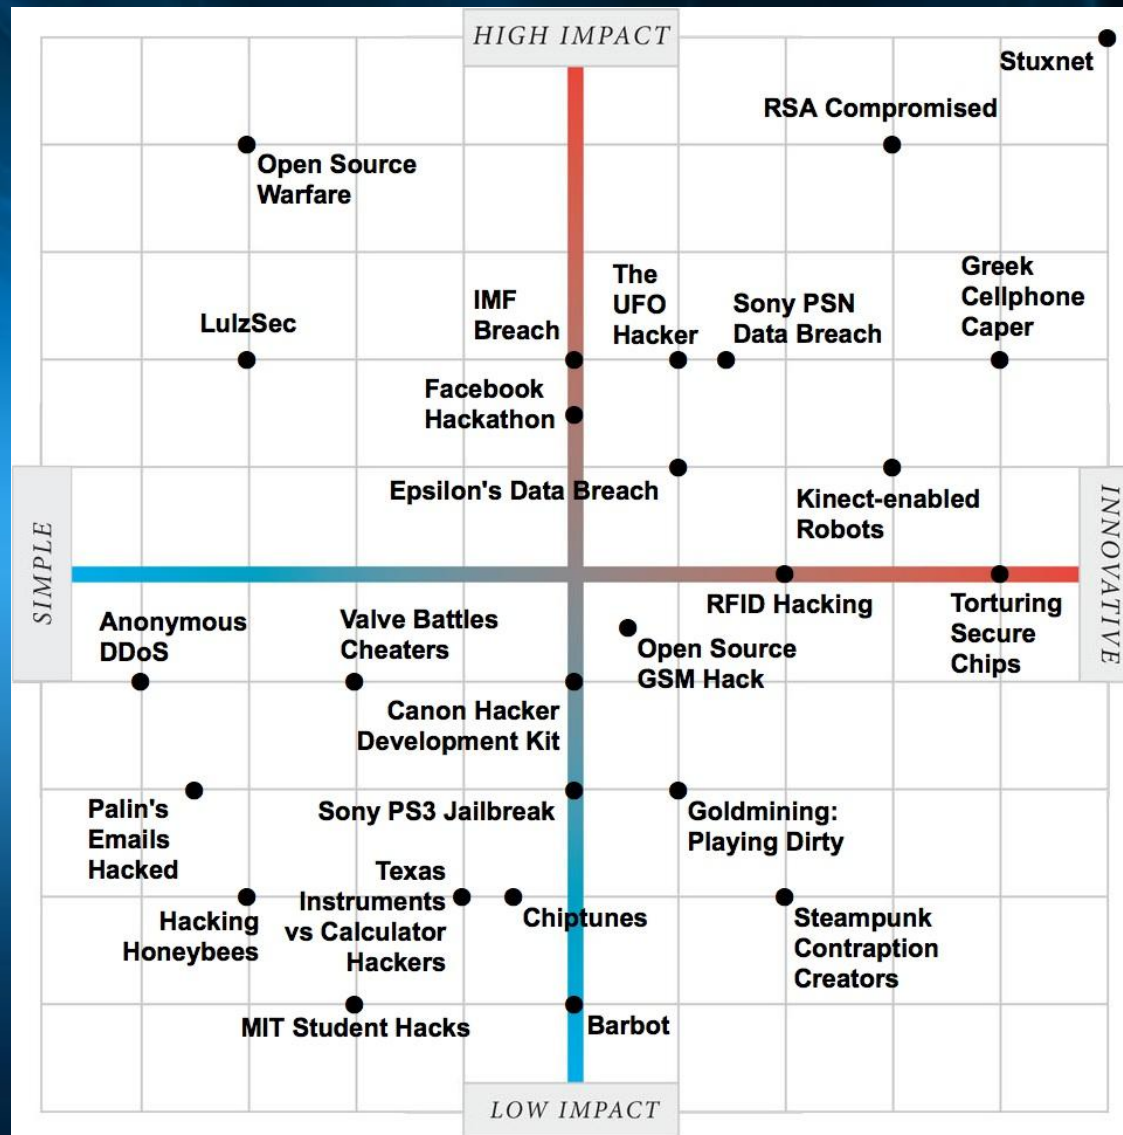 HIGH IMPACT
Stuxnet
RSA Compromised
Open Source
Warfare
The
UFO
Hacker
Greek
Cellphone
Caper
IMF
Breach
Sony PSN
Data Breach
LulzSec
Facebook
Hackathon
Epsilon's Data Breach
Kinect-enabled
Robots
SIMPLE
INNOVATIVE
RFID Hacking
Torturing
Secure
Chips
Anonymous
DDoS
Valve Battles
Cheaters
Open Source
GSM Hack
Canon Hacker
Development Kit
Palin's
Emails
Hacked
Sony PS3 Jailbreak
Goldmining:
Playing Dirty
Texas
Instruments
vs Calculator
Hackers
Hacking
Honeybees
Chiptunes
Steampunk
Contraption
Creators
MIT Student Hacks
Barbot
LOW IMPACT